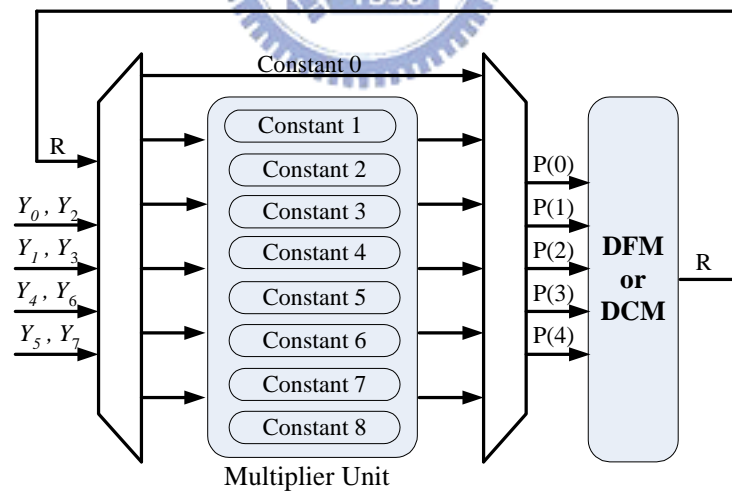 1896
Constant 0
R
Y0 , Y2
Y1 , Y3
Y4 , Y6
Y5 , Y7
Constant 1
Constant 2
Constant 3
Constant 4
Constant 5
Constant 6
Constant 7
Constant 8
Multiplier Unit
P(0)
P(1)
P(2)
P(3)
P(4)
DFM
or
DCM
R